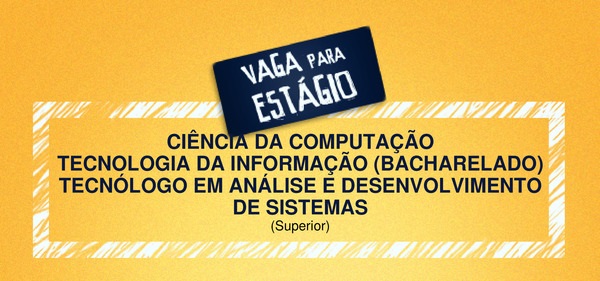 VAGA PARA
ESTÁGIO
CIÊNCIA DA COMPUTAÇÃO
TECNOLOGIA DA INFORMAÇÃO (BACHARELADO)
TECNÓLOGO EM ANÁLISE E DESENVOLVIMENTO
DE SISTEMAS
(Superior)